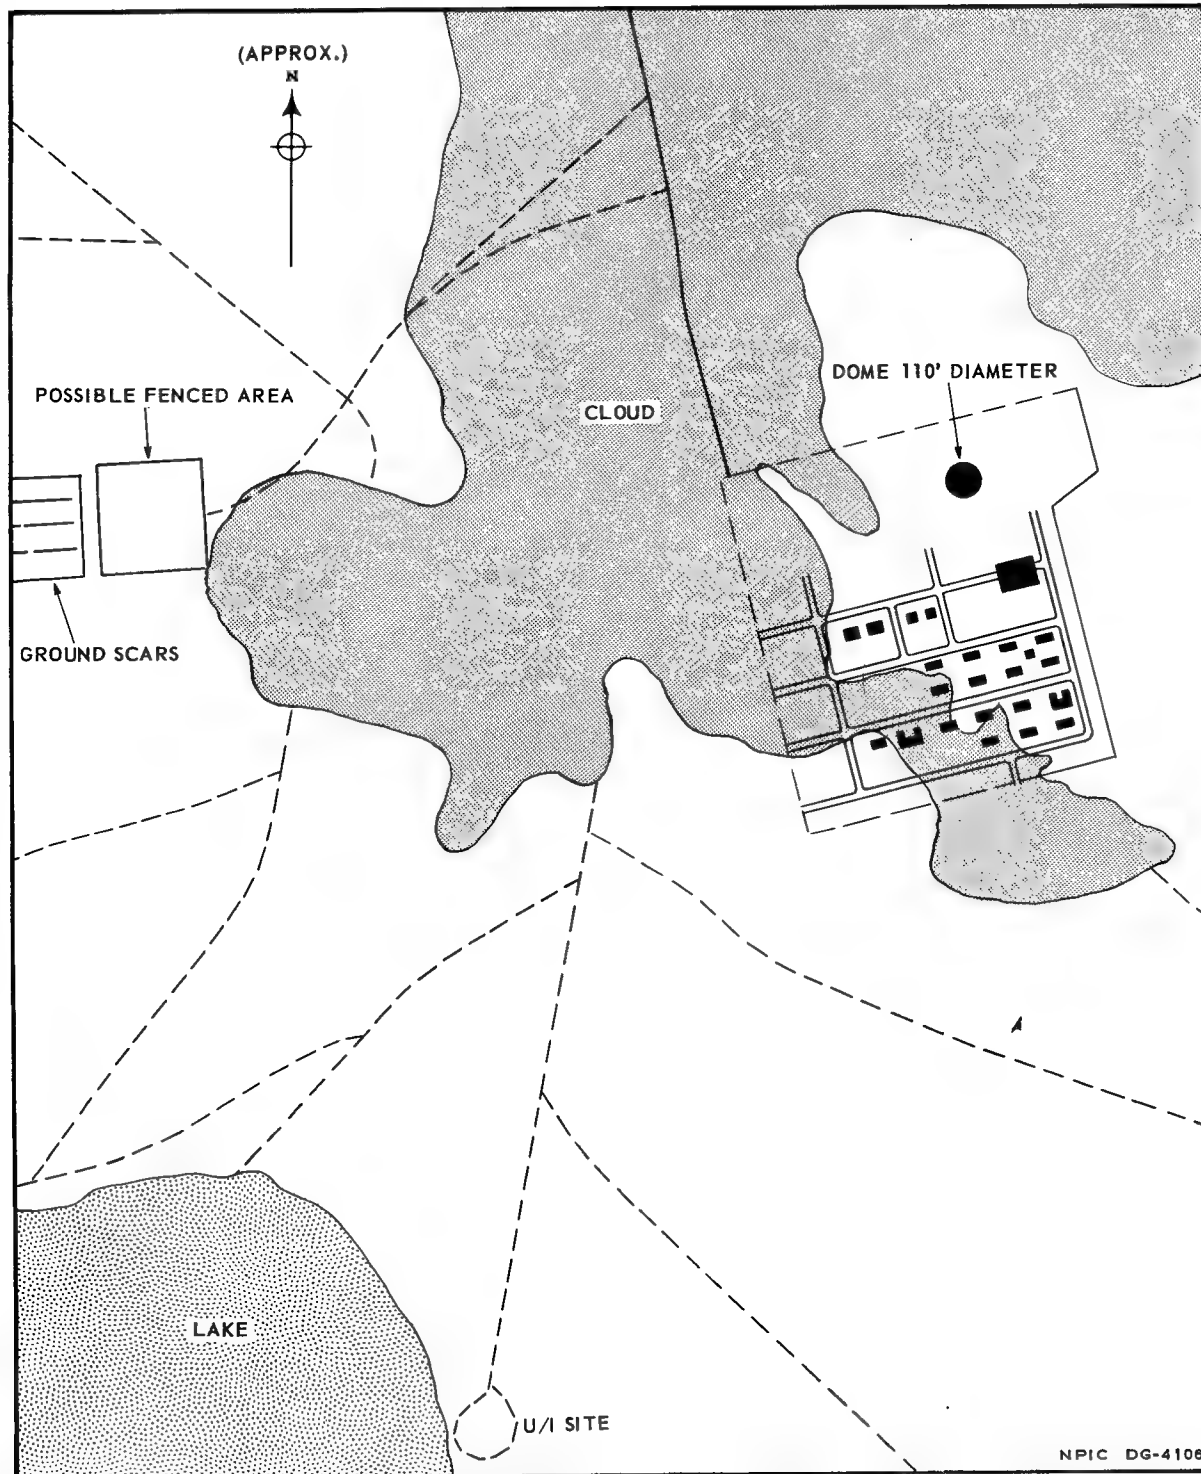 (APPROX.)
N
DOME 110' DIAMETER
POSSIBLE FENCED AREA
CLOUD
GROUND SCARS
LAKE
U/I SITE
NPIC DG-4106